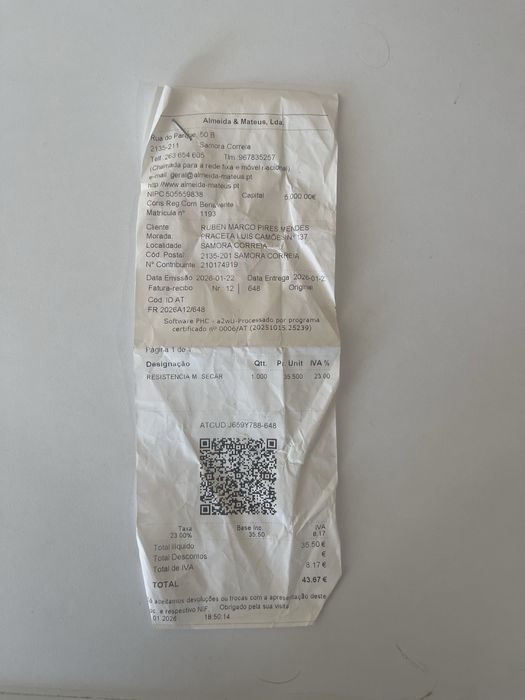 Almeida & Mateus, Lda.
Rua do Parque, 50 B
2135-211 Samora Correia
Telf. 263 654 605 Tlm. 967835257
(Chamada para a rede fixa e móvel nacional)
e-mail: geral@almeida-mateus.pt
http://www.almeida-mateus.pt
NIPC 505559838 Capital 5.000.00€
Cons.Reg.Com. Benavente
Matrícula nº 1193
Cliente RUBEN MARCO PIRES MENDES
Morada PRACETA LUIS CAMÕES Nº 137
Localidade SAMORA CORREIA
Cód. Postal 2135-201 SAMORA CORREIA
Nº Contribuinte 210174919
Data Emissão 2026-01-22 Data Entrega 2026-01-22
Fatura-recibo Nr. 12 | 648 Original
Cód. ID AT
FR 2026A12/648
Software PHC - a2wU-Processado por programa
certificado nº 0006/AT (20251015.25239)
Página 1 de 1
Designação Qtt. Pr. Unit IVA %
RESISTENCIA M. SECAR 1.000 35.500 23.00
ATCUD:J659Y788-648
Taxa Base Inc. IVA
23.00% 35.50 8.17
Total Iliquido 35.50 €
Total Descontos €
Total de IVA 8.17 €
TOTAL 43.67 €
ó aceitamos devoluções ou trocas com a apresentação deste
oc. e respectivo NIF. Obrigado pela sua visita
01.2026 18:50:14